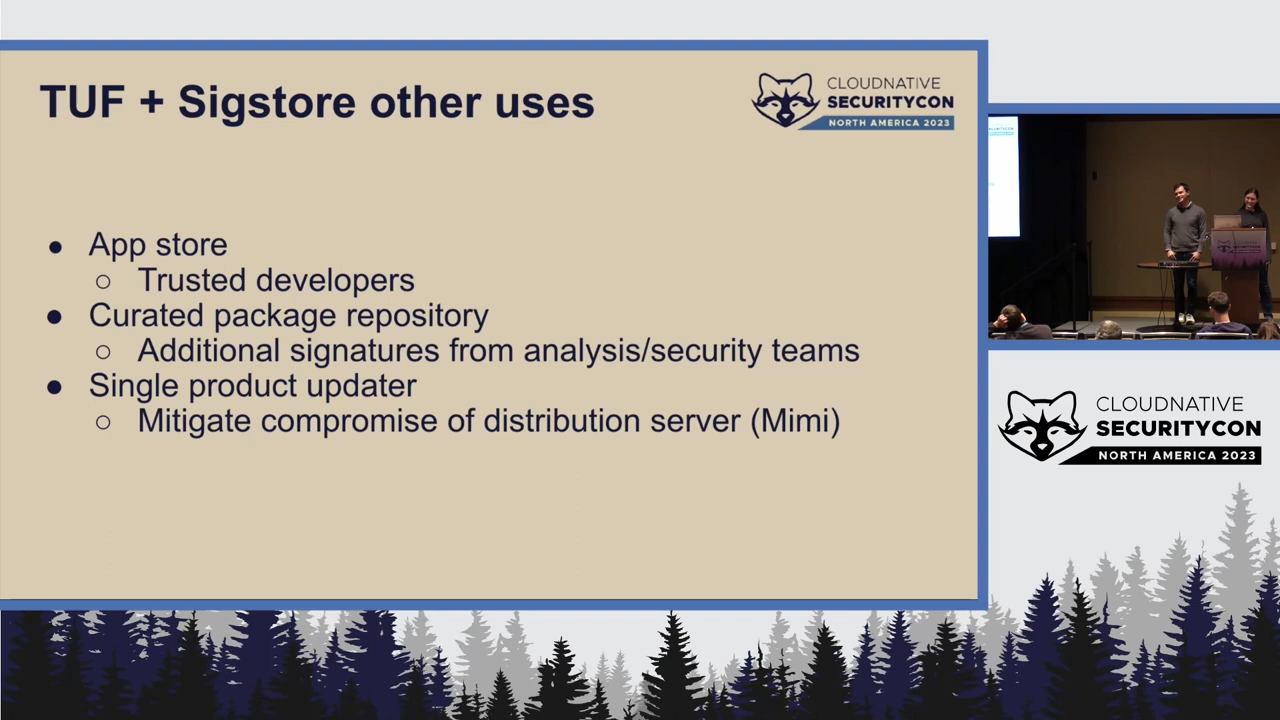 TUF + Sigstore other uses
CLOUDNATIVE
SECURITYCON
NORTH AMERICA 2023
● App store
○ Trusted developers
● Curated package repository
○ Additional signatures from analysis/security teams
● Single product updater
○ Mitigate compromise of distribution server (Mimi)
CLOUDNATIVE
SECURITYCON
NORTH AMERICA 2023